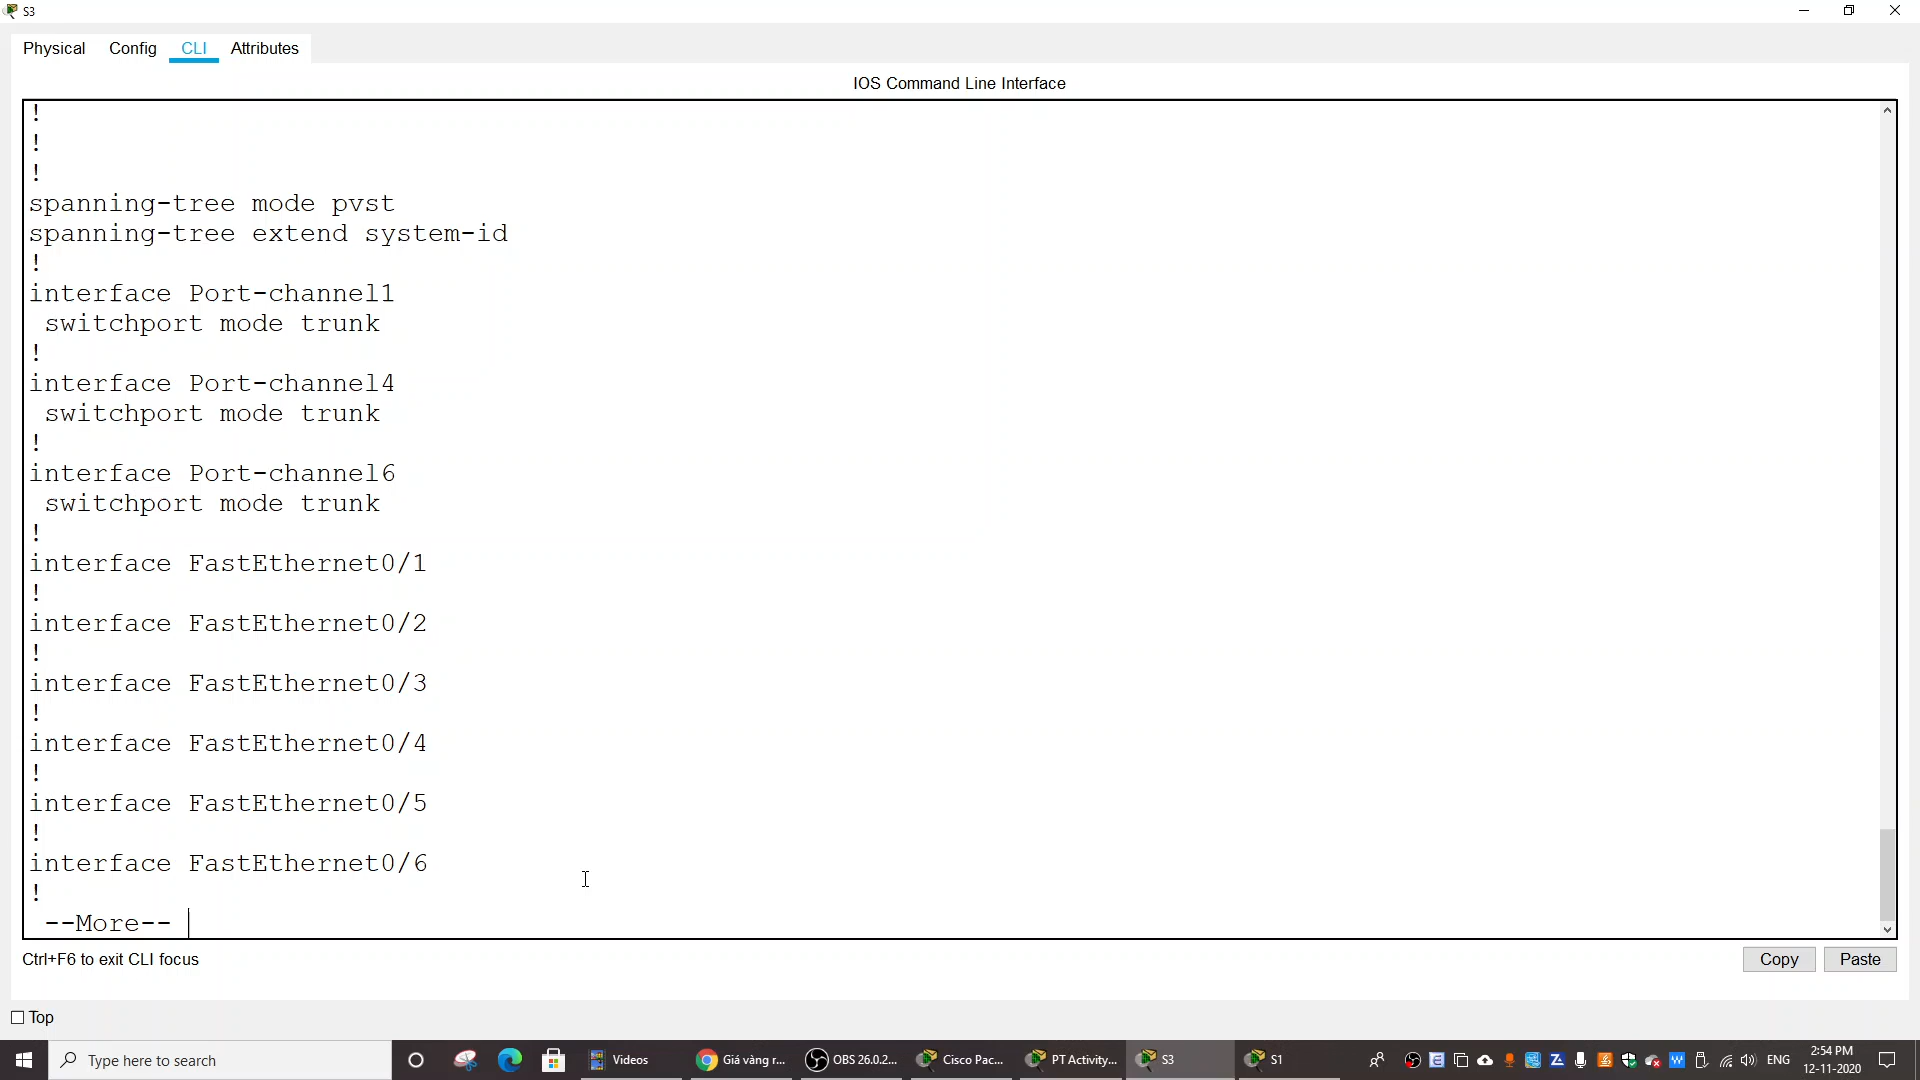 S3
Physical Config CLI Attributes
IOS Command Line Interface
!
!
!
spanning-tree mode pvst
spanning-tree extend system-id
!
interface Port-channel1
 switchport mode trunk
!
interface Port-channel4
 switchport mode trunk
!
interface Port-channel6
 switchport mode trunk
!
interface FastEthernet0/1
!
interface FastEthernet0/2
!
interface FastEthernet0/3
!
interface FastEthernet0/4
!
interface FastEthernet0/5
!
interface FastEthernet0/6
!
 --More--
Ctrl+F6 to exit CLI focus
Copy Paste
Top
Type here to search Videos Giá vàng r... OBS 26.0.2... Cisco Pac... PT Activity... S3 S1 ENG 2:54 PM
12-11-2020